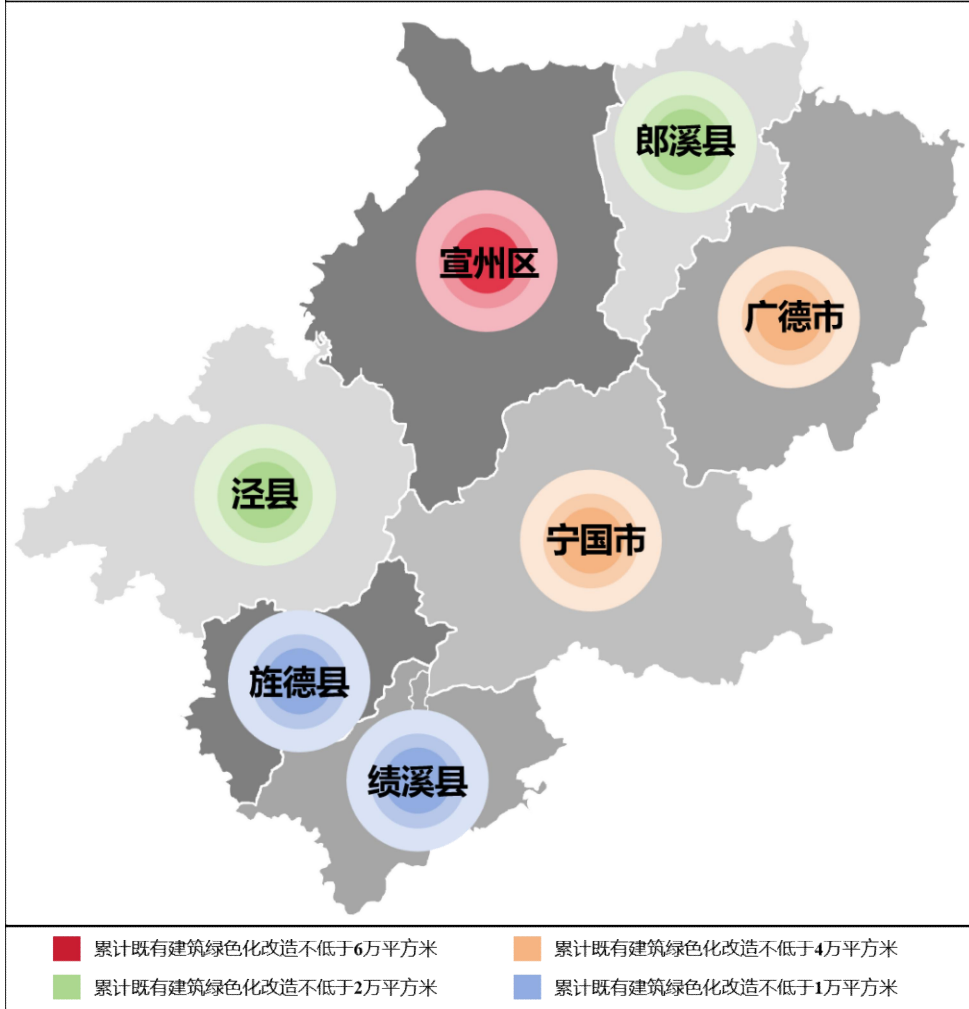 郎溪县
宣州区
广德市
泾县
宁国市
旌德县
绩溪县
累计既有建筑绿色化改造不低于6万平方米
累计既有建筑绿色化改造不低于4万平方米
累计既有建筑绿色化改造不低于2万平方米
累计既有建筑绿色化改造不低于1万平方米